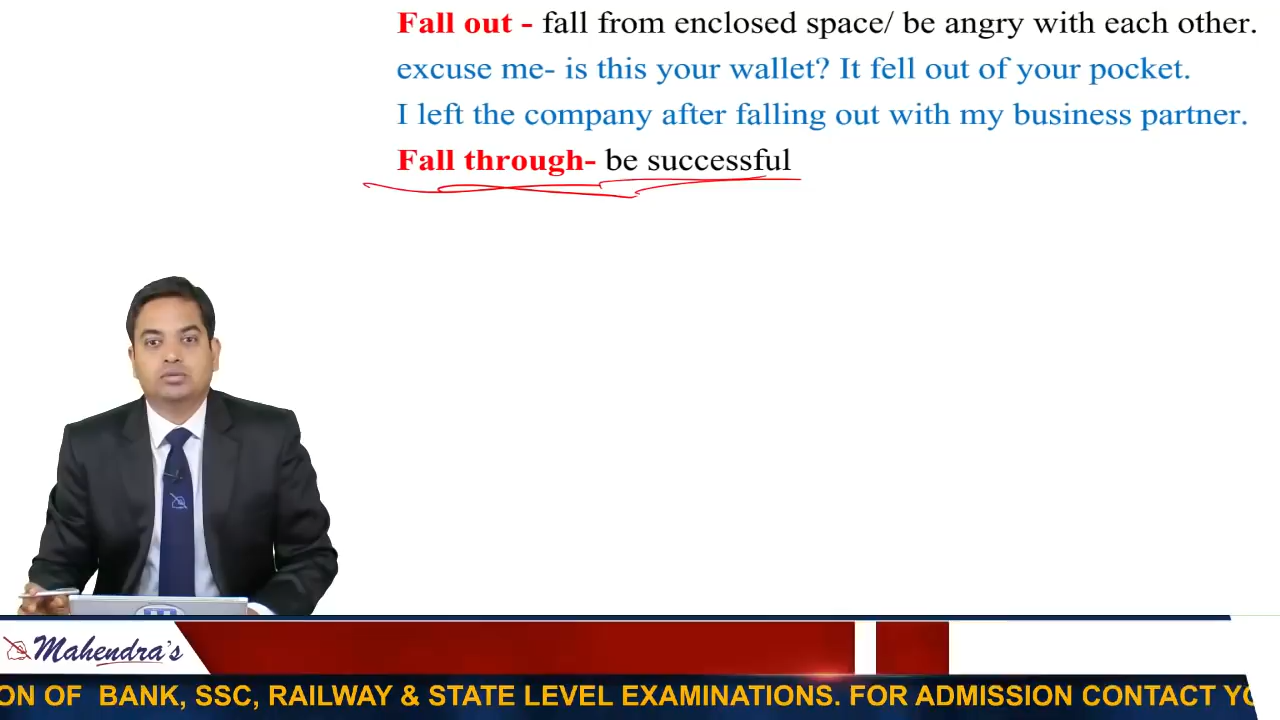 Fall out - fall from enclosed space/ be angry with each other.
excuse me- is this your wallet? It fell out of your pocket.
I left the company after falling out with my business partner.
Fall through- be successful
Mahendra's
ON OF BANK, SSC, RAILWAY & STATE LEVEL EXAMINATIONS. FOR ADMISSION CONTACT